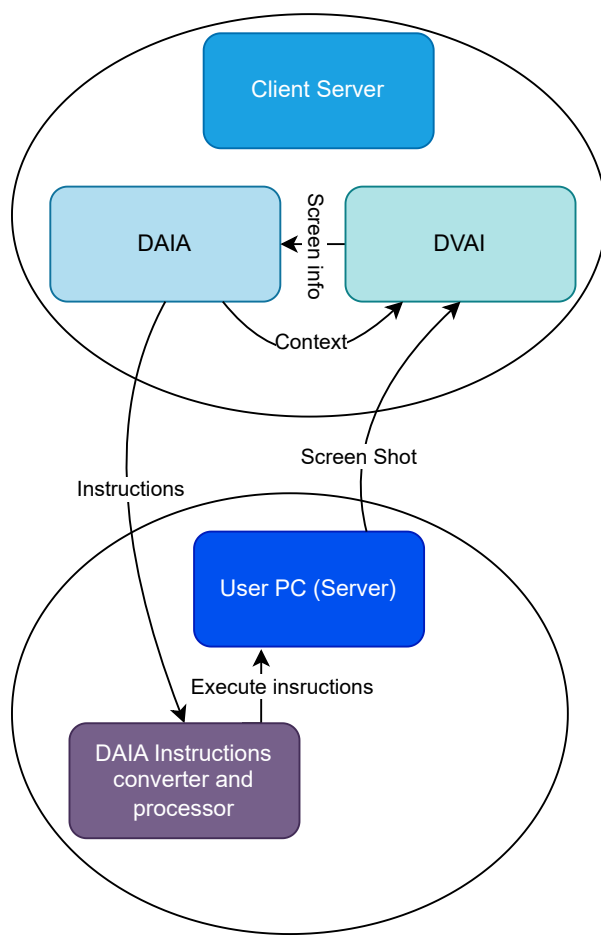 Client Server
DAIA
Screen info
DVAI
Context
Screen Shot
Instructions
User PC (Server)
Execute insructions
DAIA Instructions
converter and
processor